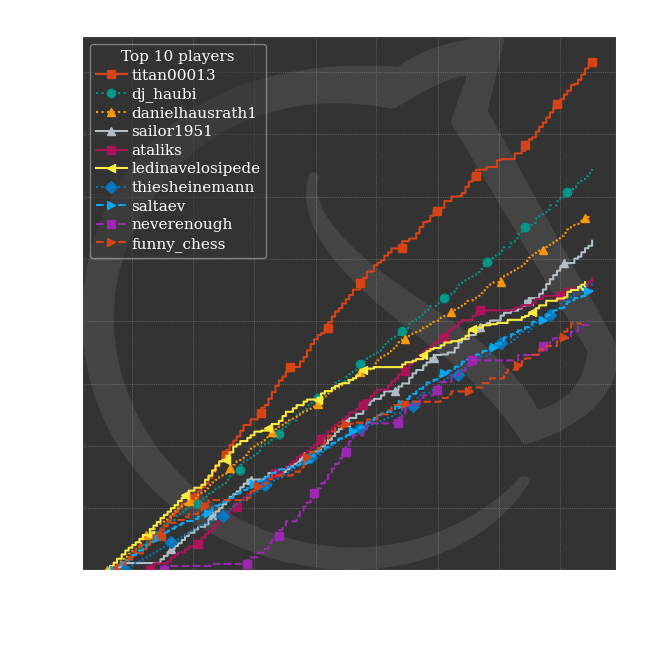 Top 10 players
titan00013
dj_haubi
danielhausrath1
sailor1951
ataliks
ledinavelosipede
thiesheinemann
saltaev
neverenough
funny_chess